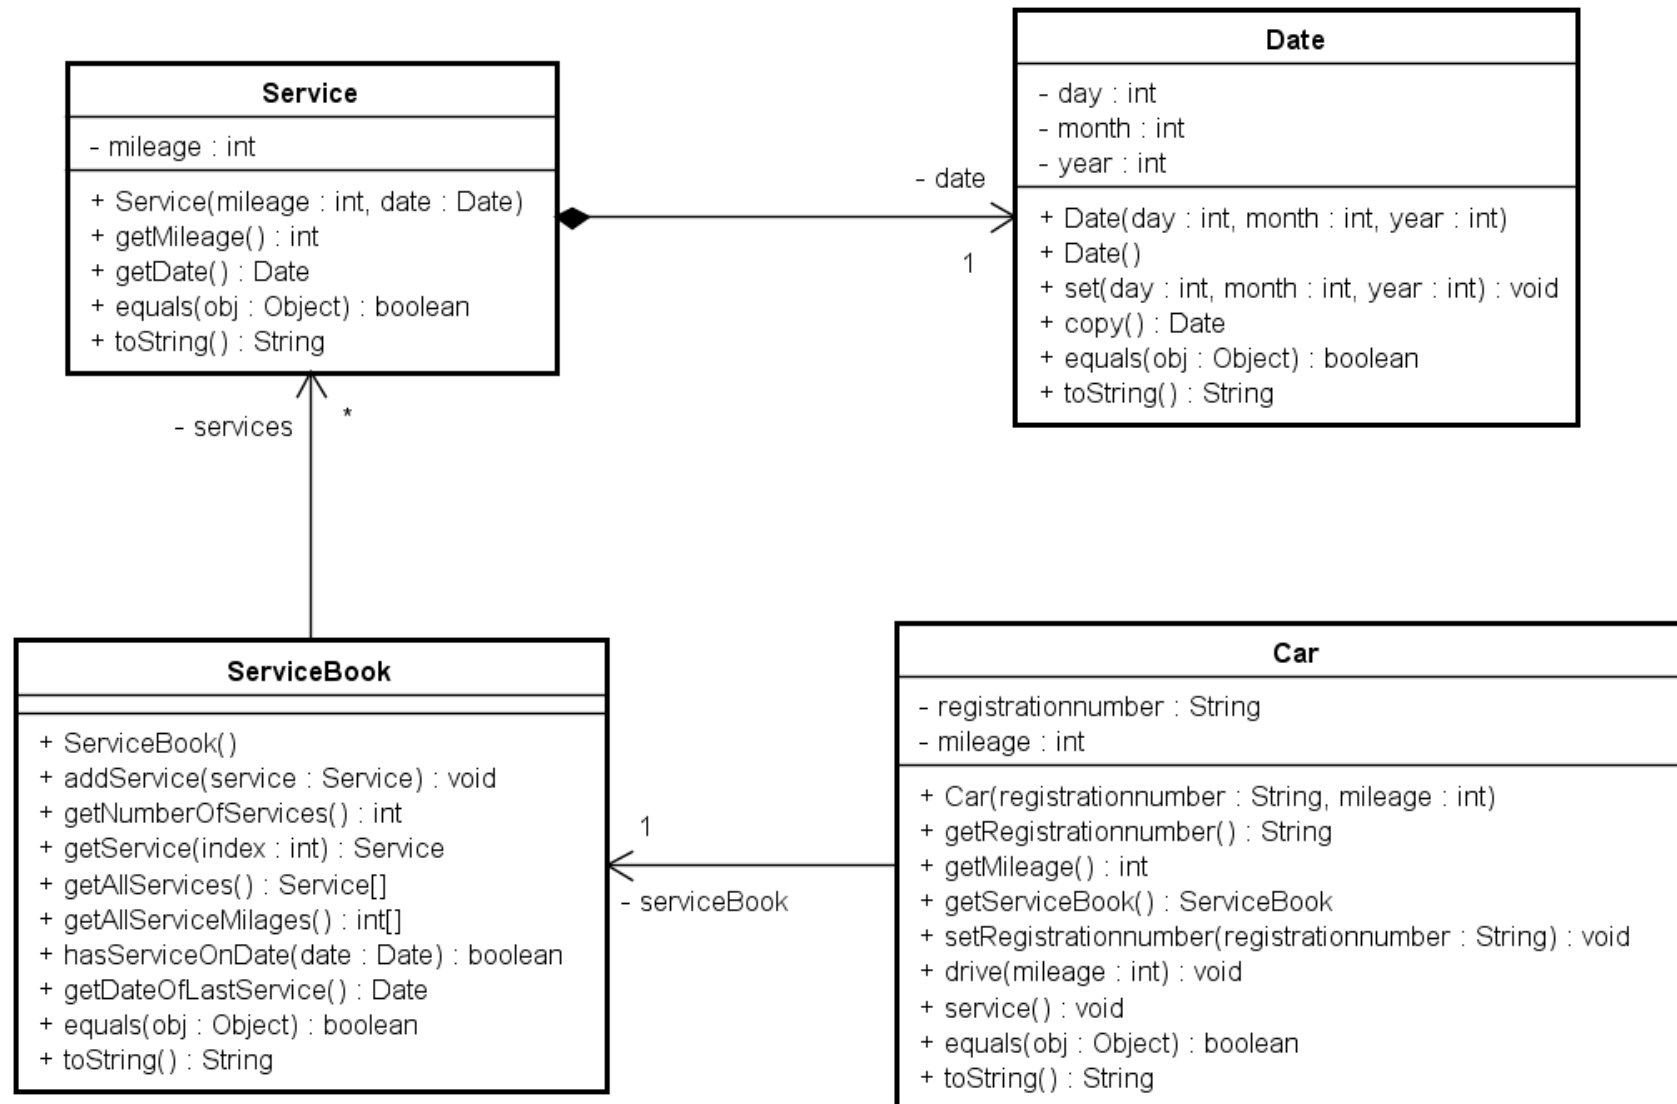 Service
- mileage : int
+ Service(mileage : int, date : Date)
+ getMileage() : int
+ getDate() : Date
+ equals(obj : Object) : boolean
+ toString() : String
- date
1
Date
- day : int
- month : int
- year : int
+ Date(day : int, month : int, year : int)
+ Date()
+ set(day : int, month : int, year : int) : void
+ copy() : Date
+ equals(obj : Object) : boolean
+ toString() : String
- services
*
ServiceBook
+ ServiceBook()
+ addService(service : Service) : void
+ getNumberOfServices() : int
+ getService(index : int) : Service
+ getAllServices() : Service[]
+ getAllServiceMilages() : int[]
+ hasServiceOnDate(date : Date) : boolean
+ getDateOfLastService() : Date
+ equals(obj : Object) : boolean
+ toString() : String
1
- serviceBook
Car
- registrationnumber : String
- mileage : int
+ Car(registrationnumber : String, mileage : int)
+ getRegistrationnumber() : String
+ getMileage() : int
+ getServiceBook() : ServiceBook
+ setRegistrationnumber(registrationnumber : String) : void
+ drive(mileage : int) : void
+ service() : void
+ equals(obj : Object) : boolean
+ toString() : String